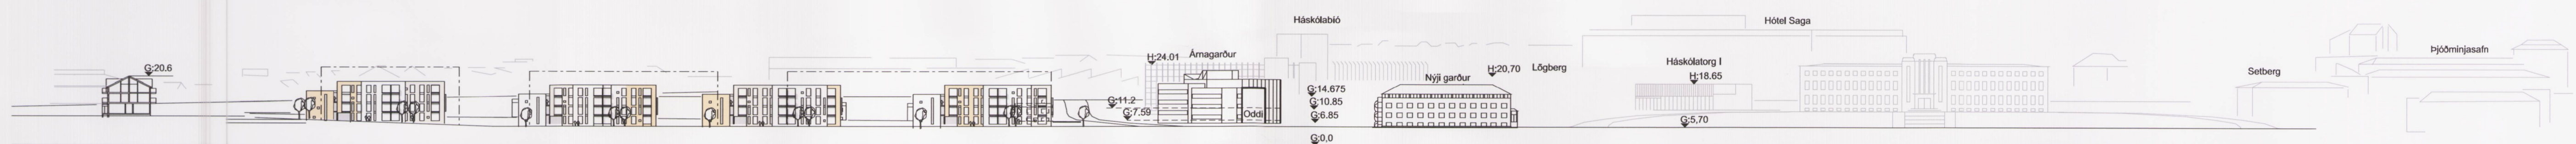 G:20.6
H:24.01
Árnagarður
G:11.2
G:7.59
Oddi
Háskólabíó
G:14.675
G:10.85
G:6.85
G:0,0
Nýji garður
H:20,70
Lõgberg
Háskólatorg I
H:18.65
G:5,70
Hótel Saga
Setberg
Þjóðminjasafn